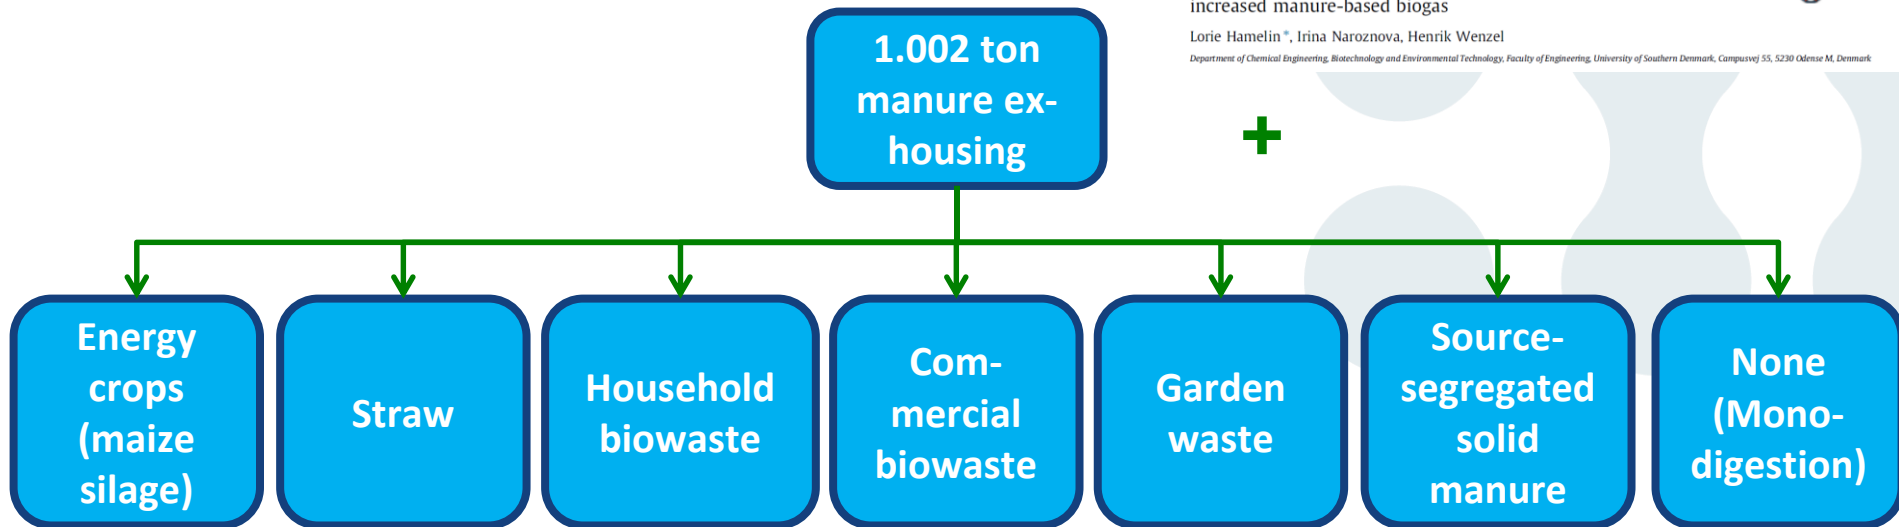 increased manure-based biogas
Lorie Hamelin*, Irina Naroznova, Henrik Wenzel
Department of Chemical Engineering, Biotechnology and Environmental Technology, Faculty of Engineering, University of Southern Denmark, Campusvej 55, 5230 Odense M, Denmark
1.002 ton
manure ex-
housing
+
Energy
crops
(maize
silage)
Straw
Household
biowaste
Com-
mercial
biowaste
Garden
waste
Source-
segregated
solid
manure
None
(Mono-
digestion)